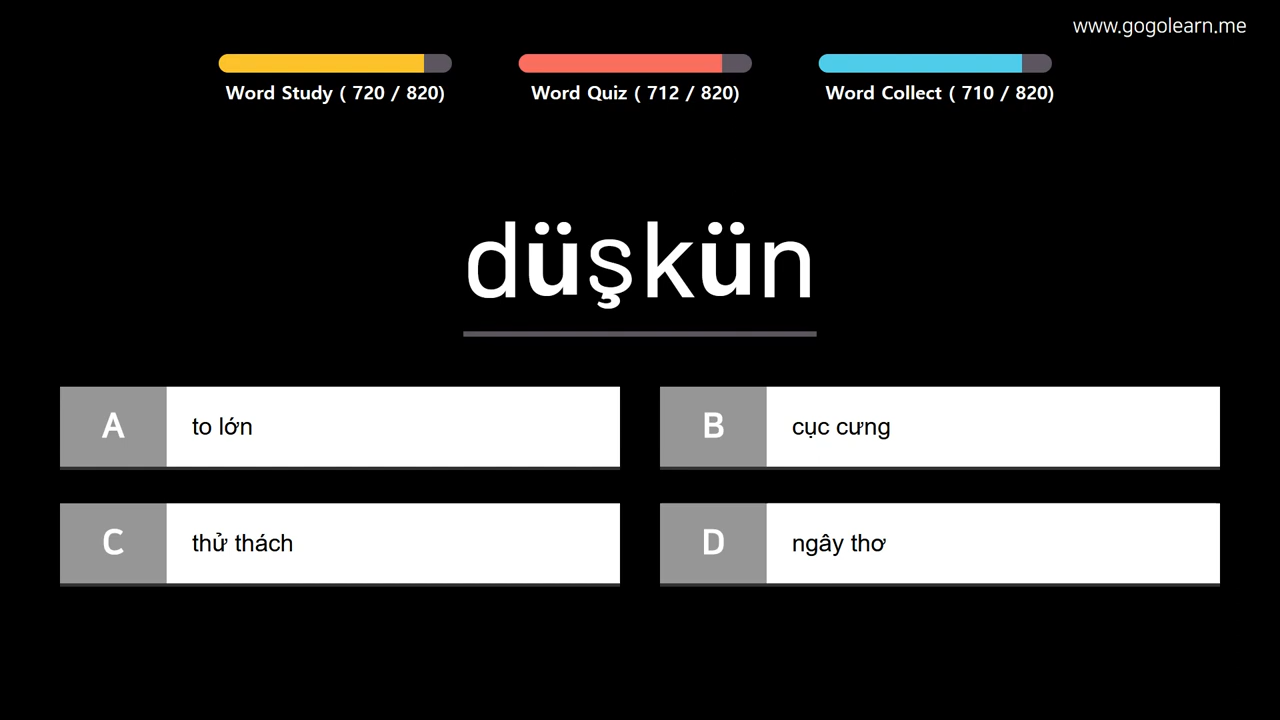 www.gogolearn.me
Word Study ( 720 / 820)
Word Quiz ( 712 / 820)
Word Collect ( 710 / 820)
düşkün
A to lớn
B cục cưng
C thử thách
D ngây thơ